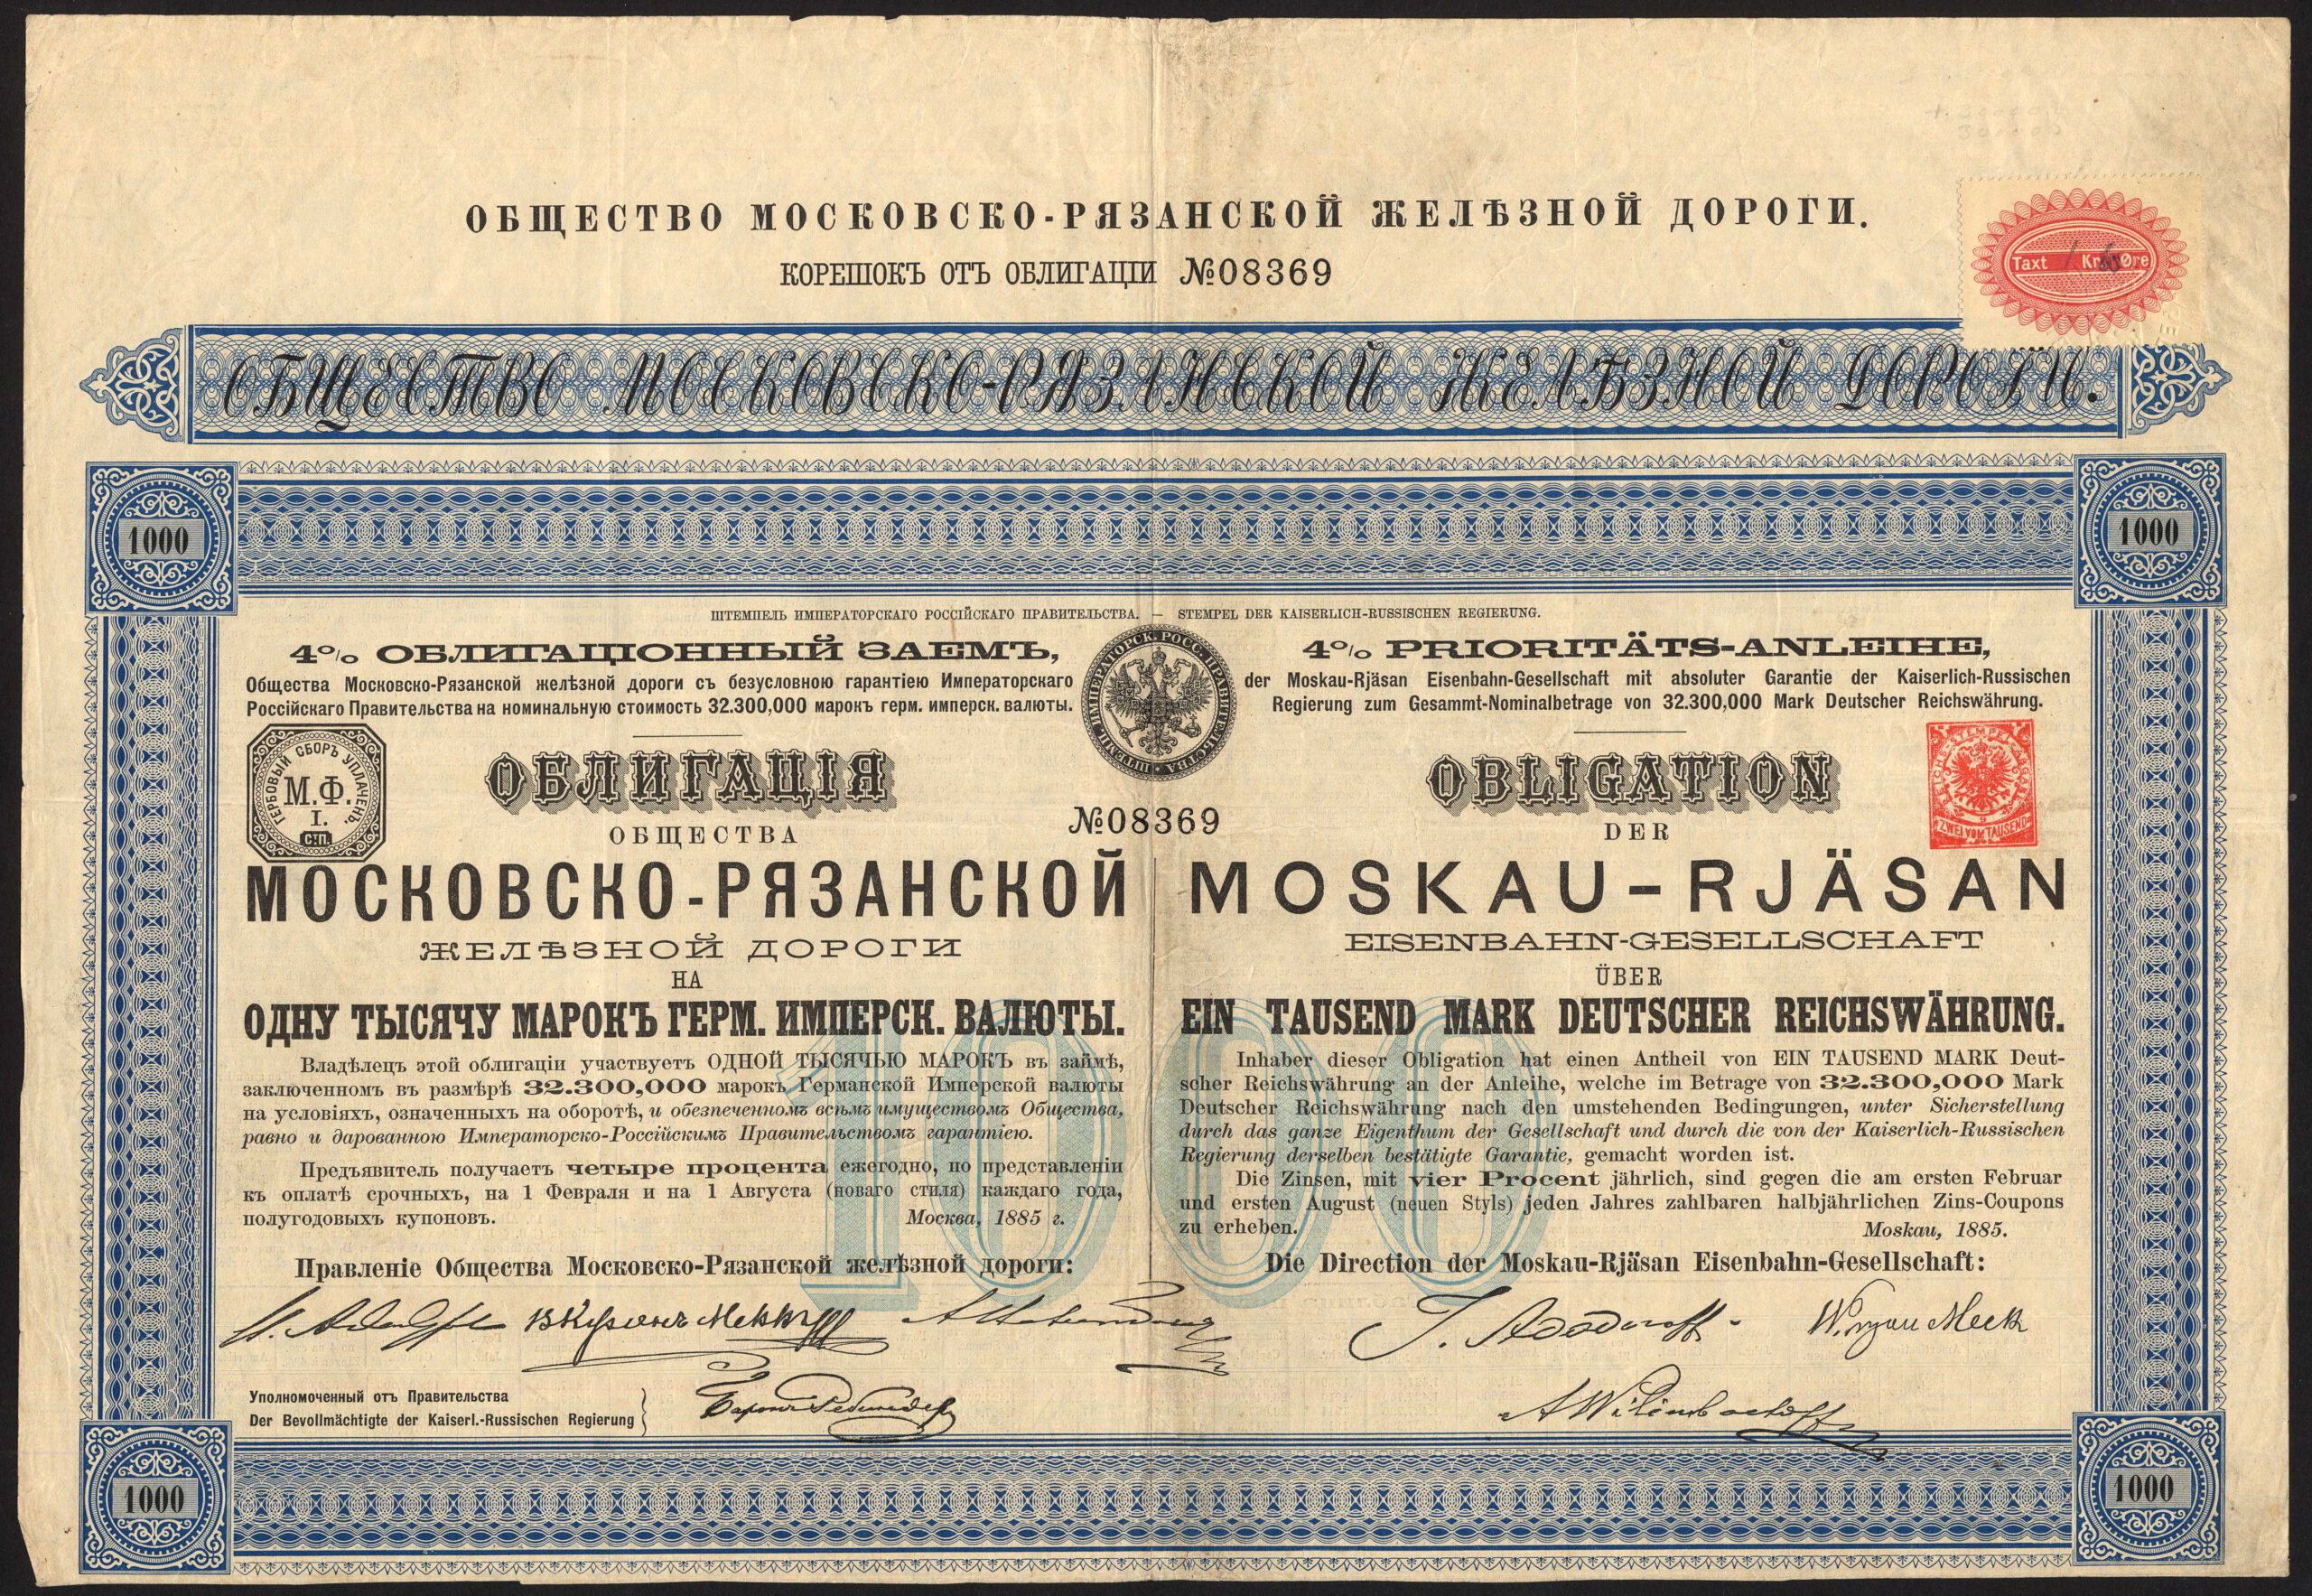 ОБЩЕСТВО МОСКОВСКО-РЯЗАНСКОЙ ЖЕЛѢЗНОЙ ДОРОГИ.
КОРЕШОКЪ ОТЪ ОБЛИГАЦІИ №08369
Taxt Kr. Øre
ОБЩЕСТВО МОСКОВСКО-РЯЗАНСКОЙ ЖЕЛѢЗНОЙ ДОРОГИ.
1000
1000
ШТЕМПЕЛЬ ИМПЕРАТОРСКАГО РОССІЙСКАГО ПРАВИТЕЛЬСТВА. — STEMPEL DER KAISERLICH-RUSSISCHEN REGIERUNG.
4% ОБЛИГАЦІОННЫЙ ЗАЕМЪ,
Общества Московско-Рязанской желѣзной дороги съ безусловною гарантіею Императорскаго
Россійскаго Правительства на номинальную стоимость 32.300,000 марокъ герм. имперск. валюты.
ШТЕМП. ИМПЕРАТОРСК. РОСС. ПРАВИТЕЛЬСТВА
4% PRIORITÄTS-ANLEIHE,
der Moskau-Rjäsan Eisenbahn-Gesellschaft mit absoluter Garantie der Kaiserlich-Russischen
Regierung zum Gesammt-Nominalbetrage von 32.300,000 Mark Deutscher Reichswährung.
ГЕРБОВЫЙ СБОРЪ УПЛАЧЕНЪ.
М.Ф.
I.
С.П.
ОБЛИГАЦІЯ
ОБЩЕСТВА
№08369
МОСКОВСКО-РЯЗАНСКОЙ
ЖЕЛѢЗНОЙ ДОРОГИ
НА
ОДНУ ТЫСЯЧУ МАРОКЪ ГЕРМ. ИМПЕРСК. ВАЛЮТЫ.
Владѣлецъ этой облигаціи участвуетъ ОДНОЙ ТЫСЯЧЬЮ МАРОКЪ въ займѣ,
заключенномъ въ размѣрѣ 32.300,000 марокъ Германской Имперской валюты
на условіяхъ, означенныхъ на оборотѣ, и обезпеченномъ всѣмъ имуществомъ Общества,
равно и дарованною Императорско-Россійскимъ Правительствомъ гарантіею.
Предъявитель получаетъ четыре процента ежегодно, по представленіи
къ оплатѣ срочныхъ, на 1 Февраля и на 1 Августа (новаго стиля) каждаго года,
полугодовыхъ купоновъ.
Москва, 1885 г.
Правленіе Общества Московско-Рязанской желѣзной дороги:
OBLIGATION
DER
REICHS-STEMPEL-ABGABE
ZWEI VOM TAUSEND
MOSKAU-RJÄSAN
EISENBAHN-GESELLSCHAFT
ÜBER
EIN TAUSEND MARK DEUTSCHER REICHSWÄHRUNG.
Inhaber dieser Obligation hat einen Antheil von EIN TAUSEND MARK Deut-
scher Reichswährung an der Anleihe, welche im Betrage von 32.300,000 Mark
Deutscher Reichswährung nach den umstehenden Bedingungen, unter Sicherstellung
durch das ganze Eigenthum der Gesellschaft und durch die von der Kaiserlich-Russischen
Regierung derselben bestätigte Garantie, gemacht worden ist.
Die Zinsen, mit vier Procent jährlich, sind gegen die am ersten Februar
und ersten August (neuen Styls) jeden Jahres zahlbaren halbjährlichen Zins-Coupons
zu erheben.
Moskau, 1885.
Die Direction der Moskau-Rjäsan Eisenbahn-Gesellschaft:
1000
Уполномоченный отъ Правительства
Der Bevollmächtigte der Kaiserl.-Russischen Regierung
1000
1000